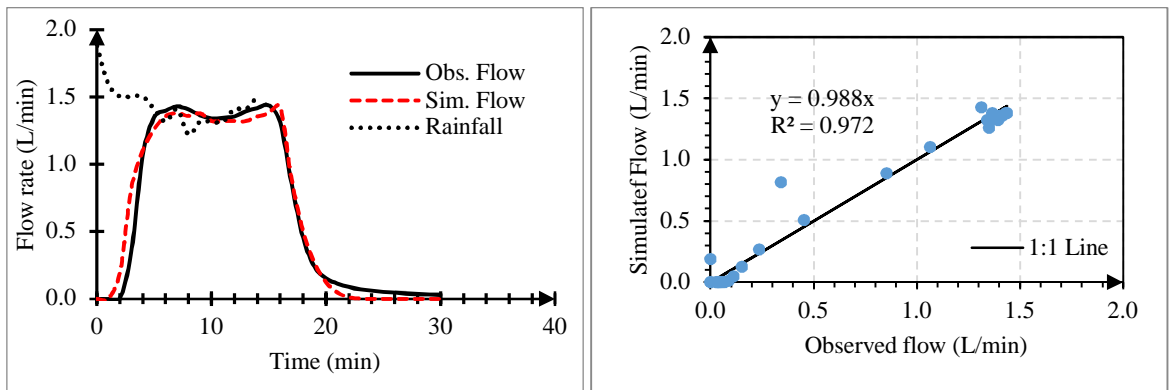 2.0
1.5
1.0
0.5
0.0
Flow rate (L/min)
Obs. Flow
Sim. Flow
Rainfall
0
10
20
30
40
Time (min)
2.0
1.5
1.0
0.5
0.0
Simulatef Flow (L/min)
y = 0.988x
R² = 0.972
1:1 Line
0.0
0.5
1.0
1.5
2.0
Observed flow (L/min)